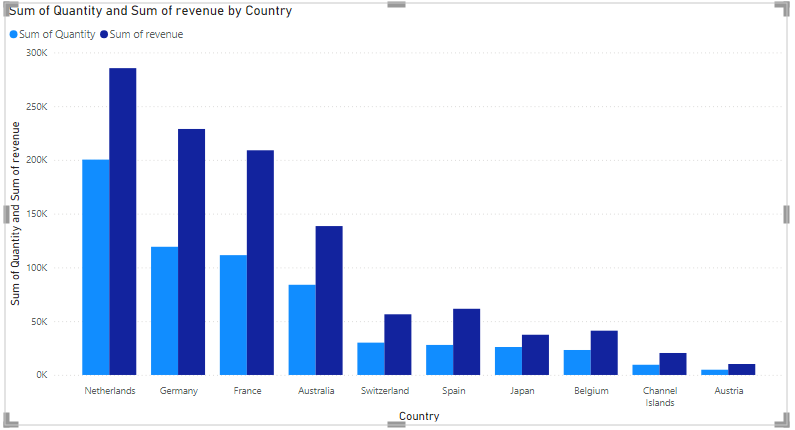 Sum of Quantity and Sum of revenue by Country
Sum of Quantity Sum of revenue
300K
250K
200K
150K
100K
50K
0K
Sum of Quantity and Sum of revenue
Netherlands Germany France Australia Switzerland Spain Japan Belgium Channel Austria
Islands
Country